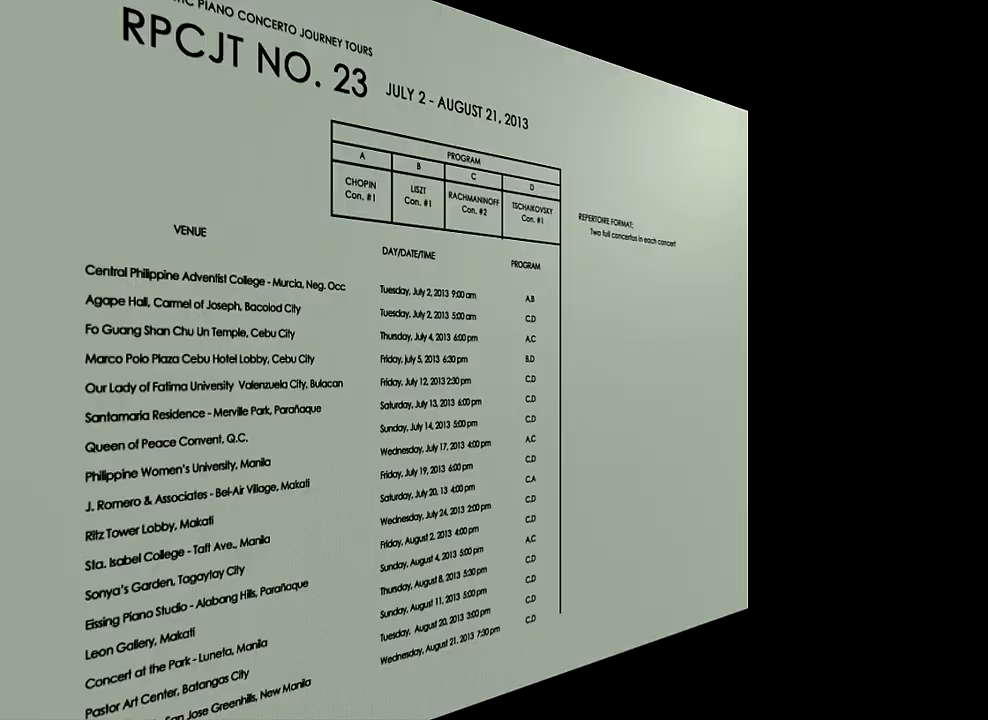 PIANO CONCERTO JOURNEY TOURS
RPCJT NO. 23 JULY 2 - AUGUST 21, 2013
PROGRAM
A B C D
CHOPIN Con. #1 LISZT Con. #1 RACHMANINOFF Con. #2 TSCHAIKOVSKY Con. #1
REPERTOIRE FORMAT:
Two full concertos in each concert
VENUE DAY/DATE/TIME PROGRAM
Central Philippine Adventist College - Murcia, Neg. Occ Tuesday, July 2, 2013 9:00 am A,B
Agape Hall, Carmel of Joseph, Bacolod City Tuesday, July 2, 2013 5:00 am C,D
Fo Guang Shan Chu Un Temple, Cebu City Thursday, July 4, 2013 6:00 pm A,C
Marco Polo Plaza Cebu Hotel Lobby, Cebu City Friday, July 5, 2013 6:30 pm B,D
Our Lady of Fatima University Valenzuela City, Bulacan Friday, July 12, 2013 2:30 pm C,D
Santamaria Residence - Merville Park, Parañaque Saturday, July 13, 2013 6:00 pm C,D
Queen of Peace Convent, Q.C. Sunday, July 14, 2013 5:00 pm C,D
Philippine Women's University, Manila Wednesday, July 17, 2013 4:00 pm A,C
J. Romero & Associates - Bel-Air Village, Makati Friday, July 19, 2013 6:00 pm C,D
Ritz Tower Lobby, Makati Saturday, July 20, 13 4:00 pm C,A
Sta. Isabel College - Taft Ave., Manila Wednesday, July 24, 2013 2:00 pm C,D
Sonya's Garden, Tagaytay City Friday, August 2, 2013 4:00 pm C,D
Eissing Piano Studio - Alabang Hills, Parañaque Sunday, August 4, 2013 5:00 pm A,C
Leon Gallery, Makati Thursday, August 8, 2013 5:30 pm C,D
Concert at the Park - Luneta, Manila Sunday, August 11, 2013 5:00 pm C,D
Pastor Art Center, Batangas City Tuesday, August 20, 2013 3:00 pm C,D
San Jose Greenhills, New Manila Wednesday, August 21, 2013 7:30 pm C,D